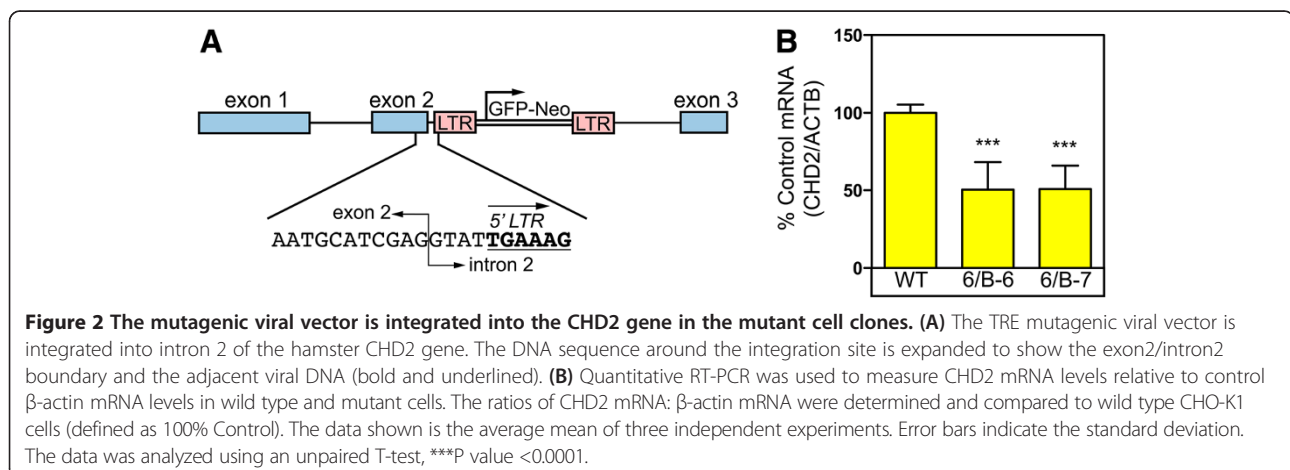 A
exon 1
exon 2
LTR
GFP-Neo
LTR
exon 3
exon 2
5' LTR
AATGCATCGAGGTATTGAAAG
intron 2
B
% Control mRNA
(CHD2/ACTB)
150
100
50
0
***
***
WT
6/B-6
6/B-7
Figure 2 The mutagenic viral vector is integrated into the CHD2 gene in the mutant cell clones. (A) The TRE mutagenic viral vector is
integrated into intron 2 of the hamster CHD2 gene. The DNA sequence around the integration site is expanded to show the exon2/intron2
boundary and the adjacent viral DNA (bold and underlined). (B) Quantitative RT-PCR was used to measure CHD2 mRNA levels relative to control
β-actin mRNA levels in wild type and mutant cells. The ratios of CHD2 mRNA: β-actin mRNA were determined and compared to wild type CHO-K1
cells (defined as 100% Control). The data shown is the average mean of three independent experiments. Error bars indicate the standard deviation.
The data was analyzed using an unpaired T-test, ***P value <0.0001.